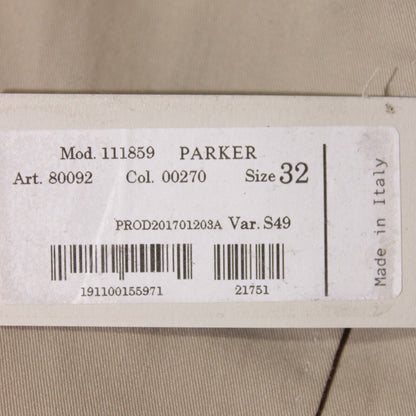 Mod. 111859 PARKER
Art. 80092 Col. 00270 Size 32
PROD201701203A Var. S49
191100155971 21751
Made in Italy